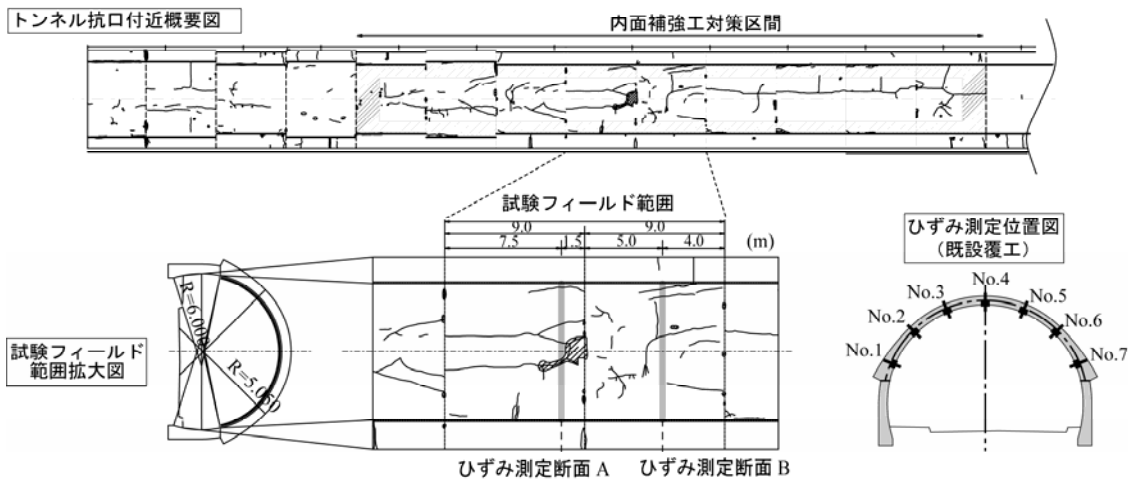 トンネル抗口付近概要図
内面補強工対策区間
試験フィールド範囲
9.0 9.0
7.5 1.5 5.0 4.0 (m)
R=6.000
R=5.050
試験フィールド
範囲拡大図
ひずみ測定断面 A
ひずみ測定断面 B
ひずみ測定位置図
（既設覆工）
No.1
No.2
No.3
No.4
No.5
No.6
No.7